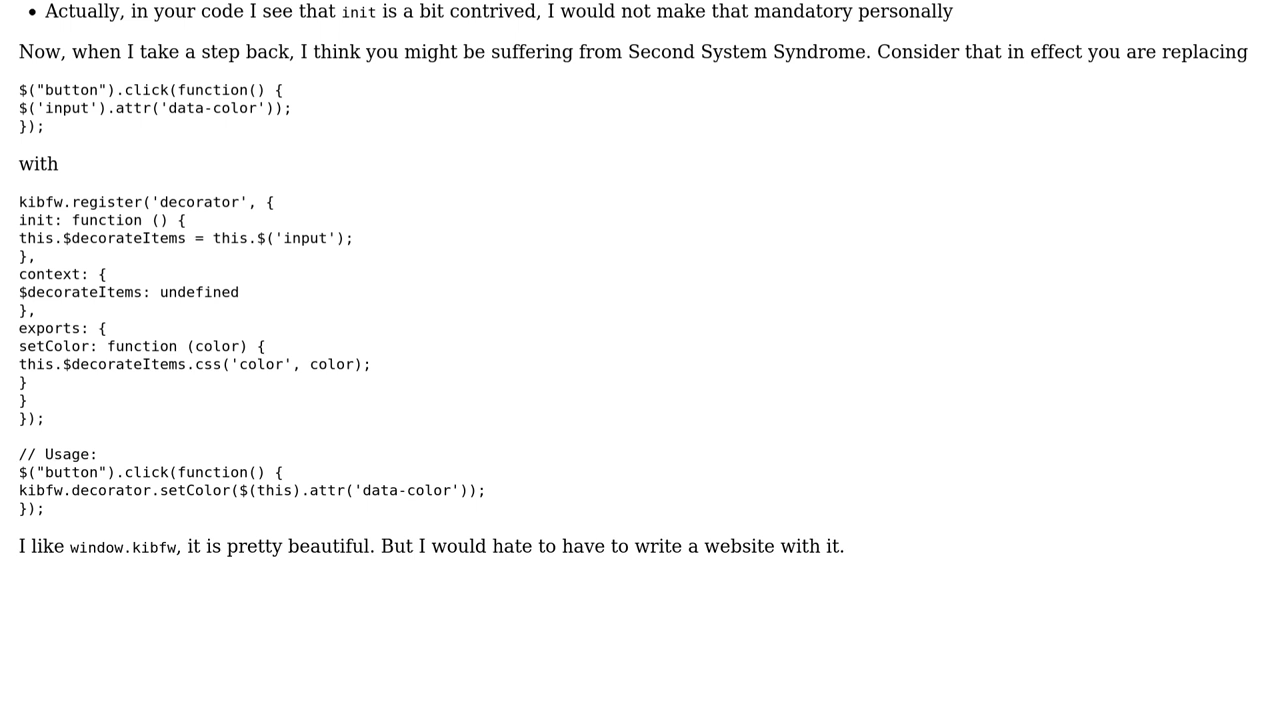 • Actually, in your code I see that init is a bit contrived, I would not make that mandatory personally
Now, when I take a step back, I think you might be suffering from Second System Syndrome. Consider that in effect you are replacing
$("button").click(function() {
$('input').attr('data-color'));
});
with
kibfw.register('decorator', {
init: function () {
this.$decorateItems = this.$('input');
},
context: {
$decorateItems: undefined
},
exports: {
setColor: function (color) {
this.$decorateItems.css('color', color);
}
}
});
// Usage:
$("button").click(function() {
kibfw.decorator.setColor($(this).attr('data-color'));
});
I like window.kibfw, it is pretty beautiful. But I would hate to have to write a website with it.